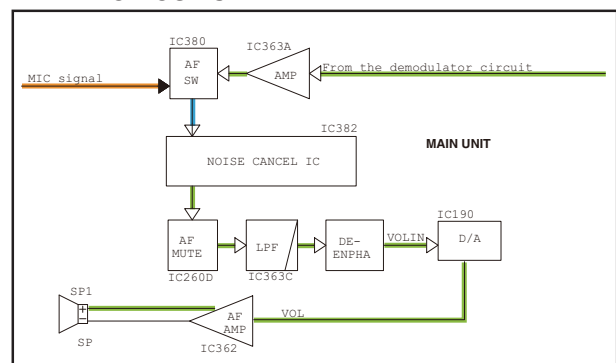 IC380
IC363A
AF
SW
AMP
From the demodulator circuit
MIC signal
IC382
MAIN UNIT
NOISE CANCEL IC
IC190
AF
MUTE
LPF
DE-
ENPHA
VOLIN
D/A
IC260D
IC363C
SP1
+
-
AF
AMP
VOL
SP
IC362